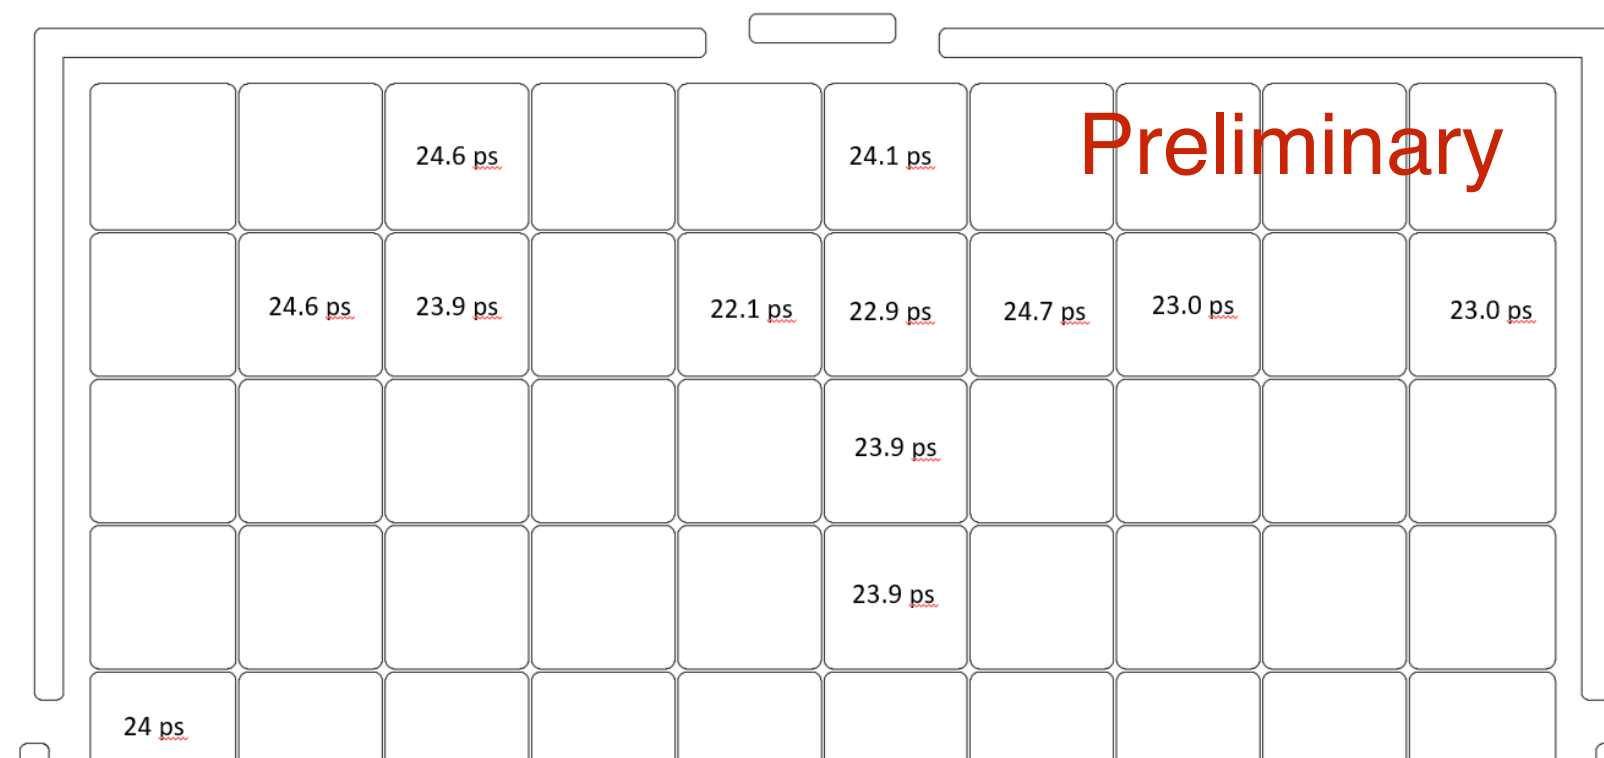 Preliminary
24.6 ps 24.1 ps
24.6 ps 23.9 ps 22.1 ps 22.9 ps 24.7 ps 23.0 ps 23.0 ps
23.9 ps
23.9 ps
24 ps